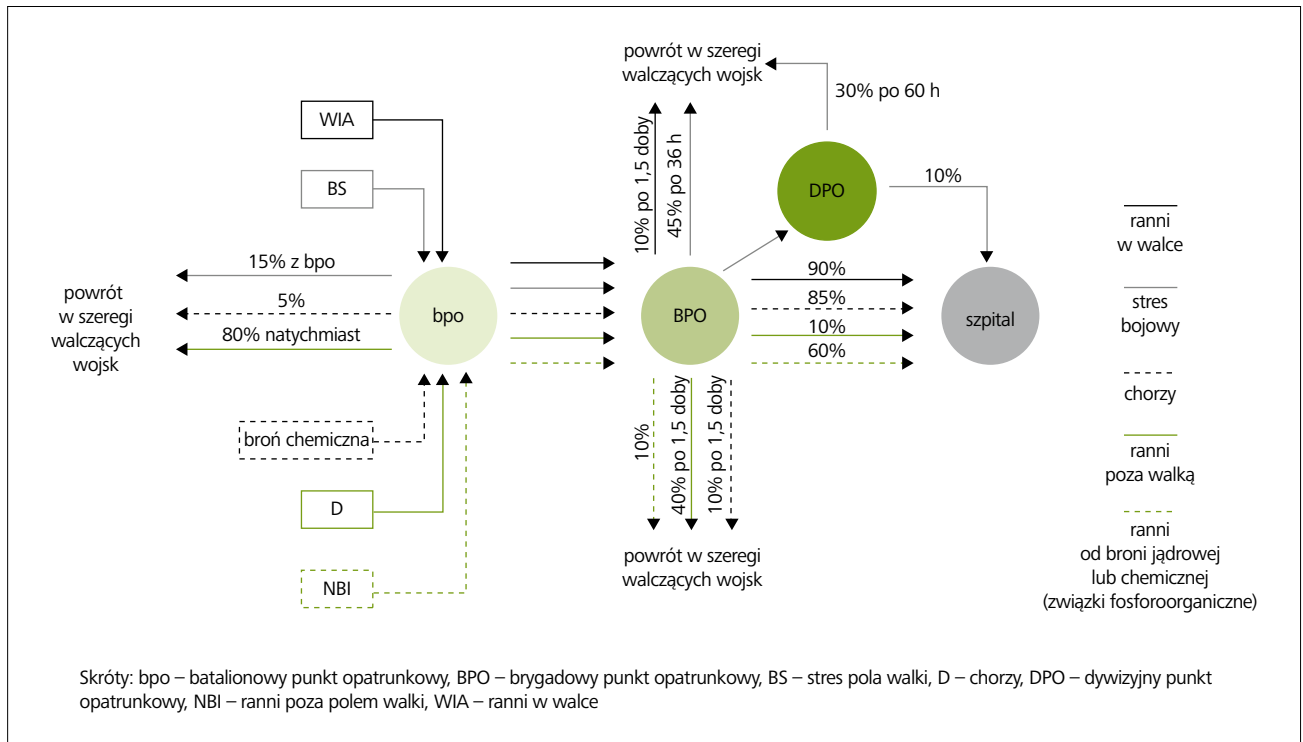 powrót w szeregi
walczących wojsk
30% po 60 h
WIA
BS
10% po 1,5 doby
45% po 36 h
DPO
10%
ranni
w walce
15% z bpo
5%
80% natychmiast
powrót
w szeregi
walczących
wojsk
bpo
BPO
90%
85%
10%
60%
szpital
stres
bojowy
chorzy
broń chemiczna
D
NBI
10%
40% po 1,5 doby
10% po 1,5 doby
powrót w szeregi
walczących wojsk
ranni
poza walką
ranni
od broni jądrowej
lub chemicznej
(związki fosforoorganiczne)
Skróty: bpo – batalionowy punkt opatrunkowy, BPO – brygadowy punkt opatrunkowy, BS – stres pola walki, D – chorzy, DPO – dywizyjny punkt
opatrunkowy, NBI – ranni poza polem walki, WIA – ranni w walce